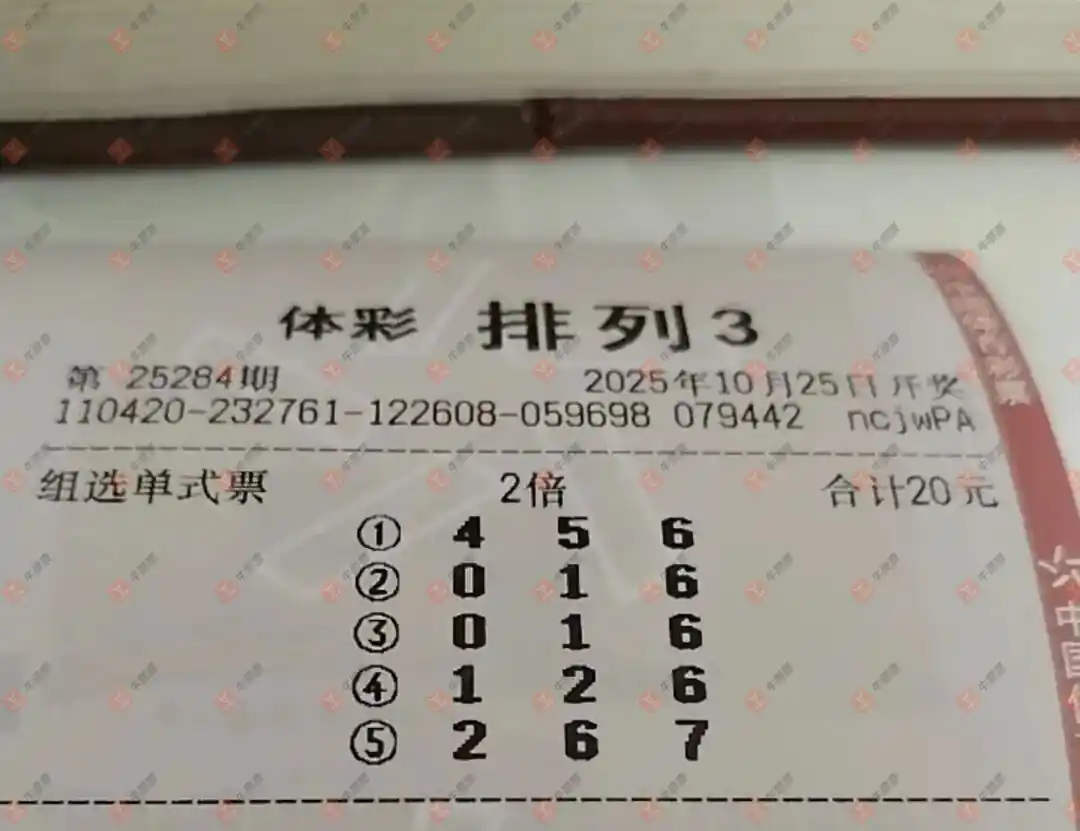 体彩 排列3
第 25284期 2025年10月25日开奖
110420-232761-122608-059698 079442 ncjwPA
组选单式票 2倍 合计20元
① 4 5 6
② 0 1 6
③ 0 1 6
④ 1 2 6
⑤ 2 6 7
中国